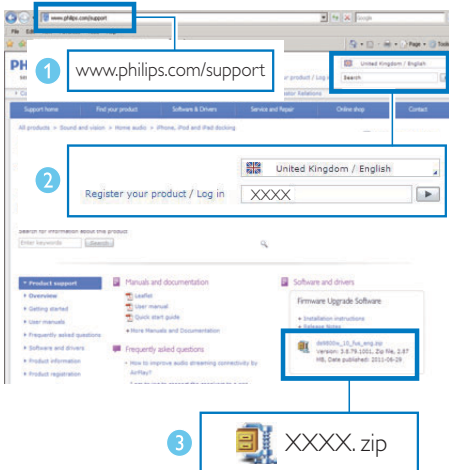 www.philips.com/support
Google
File
Page
Tools
PH
1
www.philips.com/support
United Kingdom / English
Search
Support home
Find your product
Software & Drivers
Service and Repair
Online shop
Contact
All products > Sound and vision > Home audio > iPhone, iPod and iPad docking
2
United Kingdom / English
Register your product / Log in
XXXX
Search for information about this product
Enter keywords
Search
Product support
Overview
Getting started
User manuals
Frequently asked questions
Software and drivers
Product information
Product registration
Manuals and documentation
Leaflet
User manual
Quick start guide
More Manuals and Documentation
Frequently asked questions
How to improve audio streaming connectivity by AirPlay?
Software and drivers
Firmware Upgrade Software
Installation instructions
Release Notes
Version: 3.8.79.1001, Zip file, 2.87
MB, Date published: 2011-06-29
3
XXXX. zip